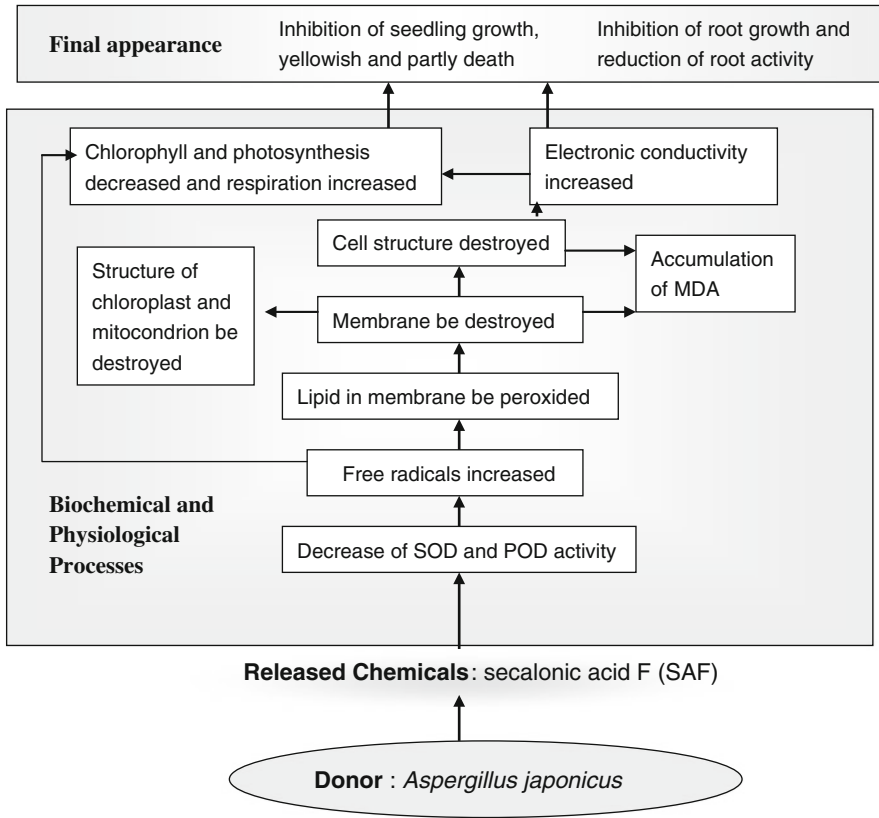 Final appearance
Inhibition of seedling growth,
yellowish and partly death
Inhibition of root growth and
reduction of root activity
Chlorophyll and photosynthesis
decreased and respiration increased
Electronic conductivity
increased
Cell structure destroyed
Structure of
chloroplast and
mitocondrion be
destroyed
Accumulation
of MDA
Membrane be destroyed
Lipid in membrane be peroxided
Free radicals increased
Biochemical and
Physiological
Processes
Decrease of SOD and POD activity
Released Chemicals: secalonic acid F (SAF)
Donor : Aspergillus japonicus